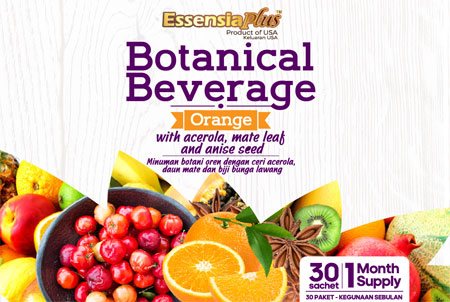 EssensiaPlus™
Product of USA
Keluaran USA
Botanical
Beverage
Orange
with acerola, mate leaf
and anise seed
Minuman botani oren dengan ceri acerola,
daun mate dan biji bunga lawang
30 1 Month
sachet Supply
30 PAKET - KEGUNAAN SEBULAN